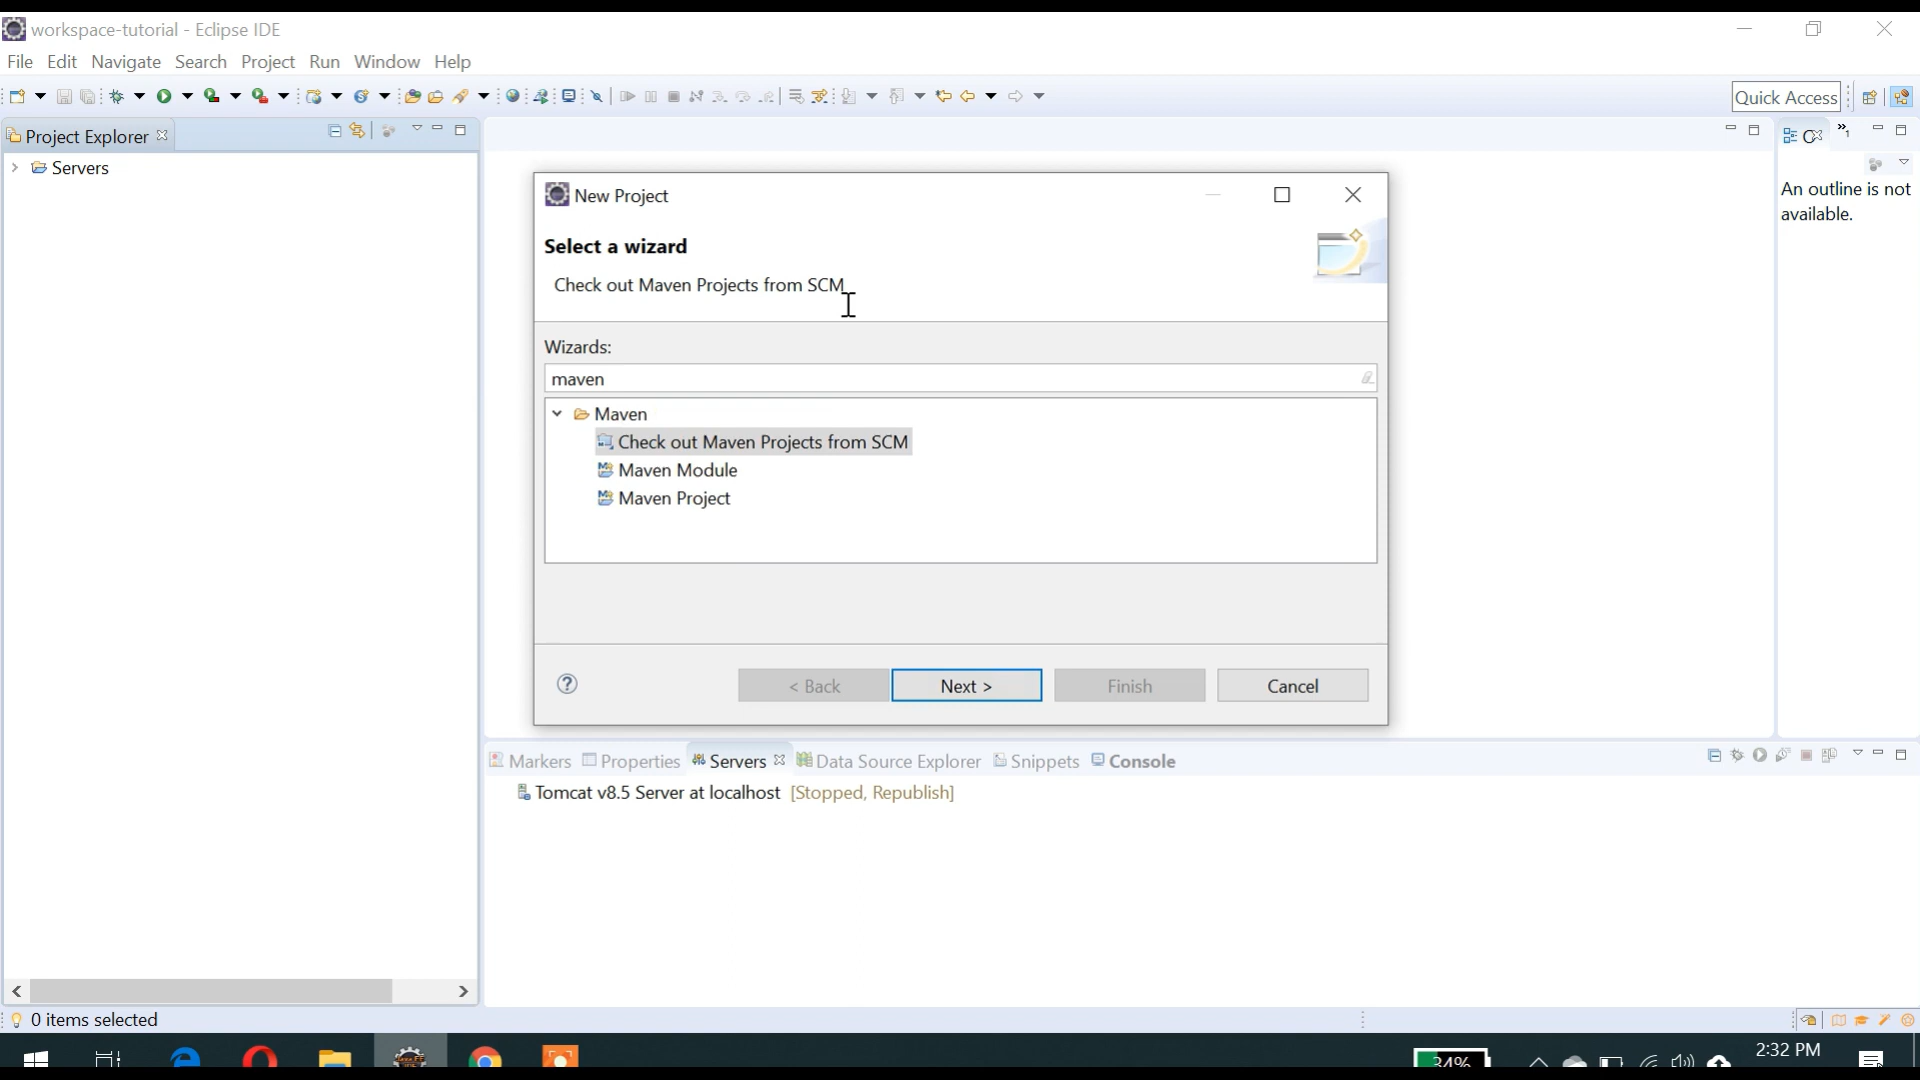 workspace-tutorial - Eclipse IDE
File Edit Navigate Search Project Run Window Help
Quick Access
Project Explorer
Servers
An outline is not
available.
New Project
Select a wizard
Check out Maven Projects from SCM
Wizards:
maven
Maven
Check out Maven Projects from SCM
Maven Module
Maven Project
< Back Next > Finish Cancel
Markers Properties Servers Data Source Explorer Snippets Console
Tomcat v8.5 Server at localhost [Stopped, Republish]
0 items selected
34%
2:32 PM